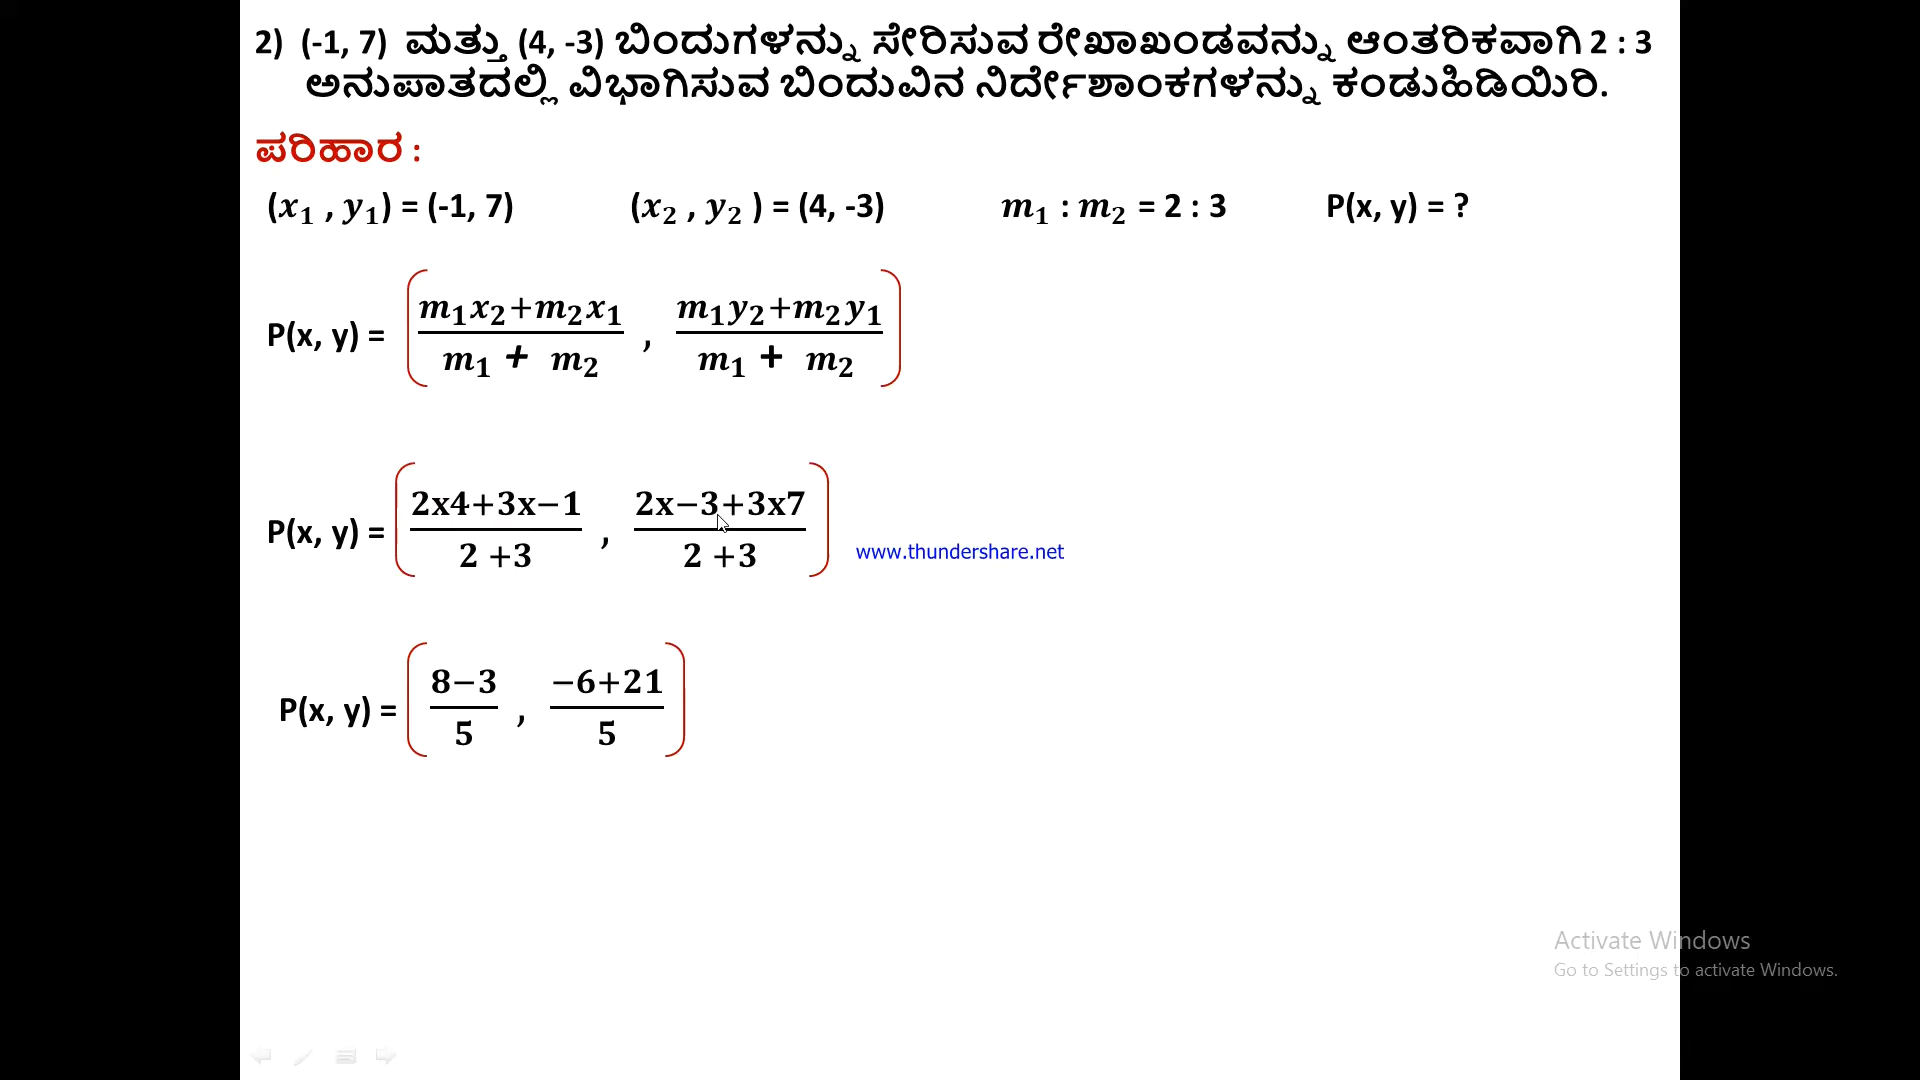 2) (-1, 7) ಮತ್ತು (4, -3) ಬಿಂದುಗಳನ್ನು ಸೇರಿಸುವ ರೇಖಾಖಂಡವನ್ನು ಆಂತರಿಕವಾಗಿ 2 : 3
ಅನುಪಾತದಲ್ಲಿ ವಿಭಾಗಿಸುವ ಬಿಂದುವಿನ ನಿರ್ದೇಶಾಂಕಗಳನ್ನು ಕಂಡುಹಿಡಿಯಿರಿ.
ಪರಿಹಾರ :
(x₁ , y₁) = (-1, 7) (x₂ , y₂ ) = (4, -3) m₁ : m₂ = 2 : 3 P(x, y) = ?
m₁x₂+m₂x₁ m₁y₂+m₂y₁
P(x, y) = ,
m₁ + m₂ m₁ + m₂
2x4+3x−1 2x−3+3x7
P(x, y) = ,
2 +3 2 +3
www.thundershare.net
8−3 −6+21
P(x, y) = ,
5 5
Activate Windows
Go to Settings to activate Windows.